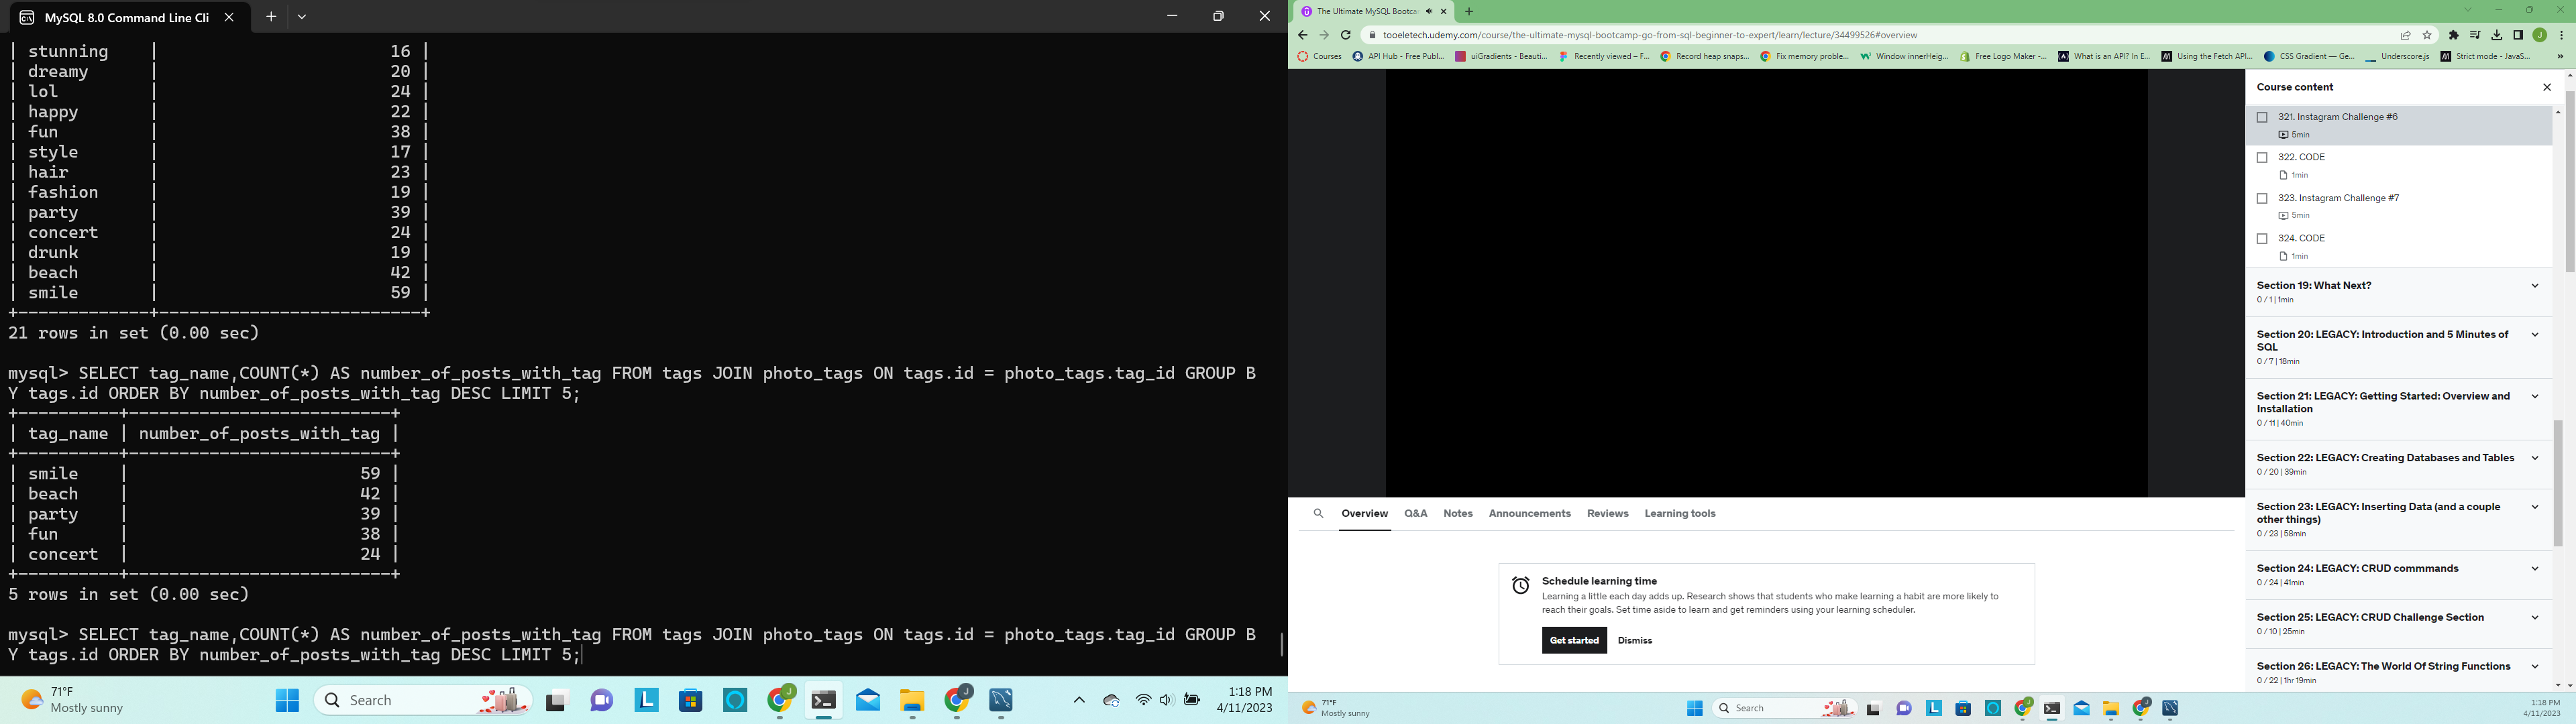 MySQL 8.0 Command Line Cli
| stunning | 16 |
| dreamy | 20 |
| lol | 24 |
| happy | 22 |
| fun | 38 |
| style | 17 |
| hair | 23 |
| fashion | 19 |
| party | 39 |
| concert | 24 |
| drunk | 19 |
| beach | 42 |
| smile | 59 |
+-------------+--------------------------+
21 rows in set (0.00 sec)
mysql> SELECT tag_name,COUNT(*) AS number_of_posts_with_tag FROM tags JOIN photo_tags ON tags.id = photo_tags.tag_id GROUP B
Y tags.id ORDER BY number_of_posts_with_tag DESC LIMIT 5;
+----------+--------------------------+
| tag_name | number_of_posts_with_tag |
+----------+--------------------------+
| smile | 59 |
| beach | 42 |
| party | 39 |
| fun | 38 |
| concert | 24 |
+----------+--------------------------+
5 rows in set (0.00 sec)
mysql> SELECT tag_name,COUNT(*) AS number_of_posts_with_tag FROM tags JOIN photo_tags ON tags.id = photo_tags.tag_id GROUP B
Y tags.id ORDER BY number_of_posts_with_tag DESC LIMIT 5;
71°F
Mostly sunny
Search
1:18 PM
4/11/2023
The Ultimate MySQL Bootca
tooeletech.udemy.com/course/the-ultimate-mysql-bootcamp-go-from-sql-beginner-to-expert/learn/lecture/34499526#overview
Courses
API Hub - Free Publ...
uiGradients - Beauti...
Recently viewed – F...
Record heap snaps...
Fix memory proble...
Window innerHeig...
Free Logo Maker -...
What is an API? In E...
Using the Fetch API...
CSS Gradient — Ge...
Underscore.js
Strict mode - JavaS...
Course content
321. Instagram Challenge #6
5min
322. CODE
1min
323. Instagram Challenge #7
5min
324. CODE
1min
Section 19: What Next?
0 / 1 | 1min
Section 20: LEGACY: Introduction and 5 Minutes of
SQL
0 / 7 | 18min
Section 21: LEGACY: Getting Started: Overview and
Installation
0 / 11 | 40min
Section 22: LEGACY: Creating Databases and Tables
0 / 20 | 39min
Section 23: LEGACY: Inserting Data (and a couple
other things)
0 / 23 | 58min
Section 24: LEGACY: CRUD commmands
0 / 24 | 41min
Section 25: LEGACY: CRUD Challenge Section
0 / 10 | 25min
Section 26: LEGACY: The World Of String Functions
0 / 22 | 1hr 19min
Overview Q&A Notes Announcements Reviews Learning tools
Schedule learning time
Learning a little each day adds up. Research shows that students who make learning a habit are more likely to
reach their goals. Set time aside to learn and get reminders using your learning scheduler.
Get started Dismiss
71°F
Mostly sunny
Search
1:18 PM
4/11/2023